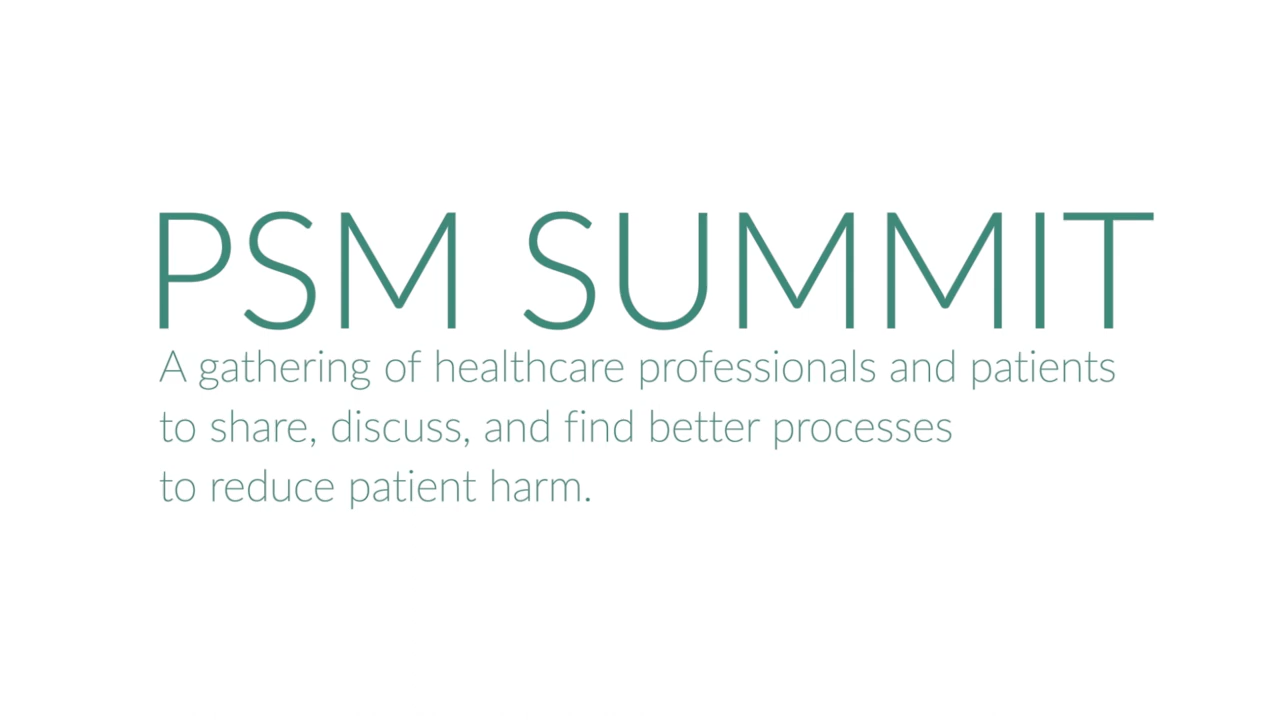 PSM SUMMIT
A gathering of healthcare professionals and patients
to share, discuss, and find better processes
to reduce patient harm.